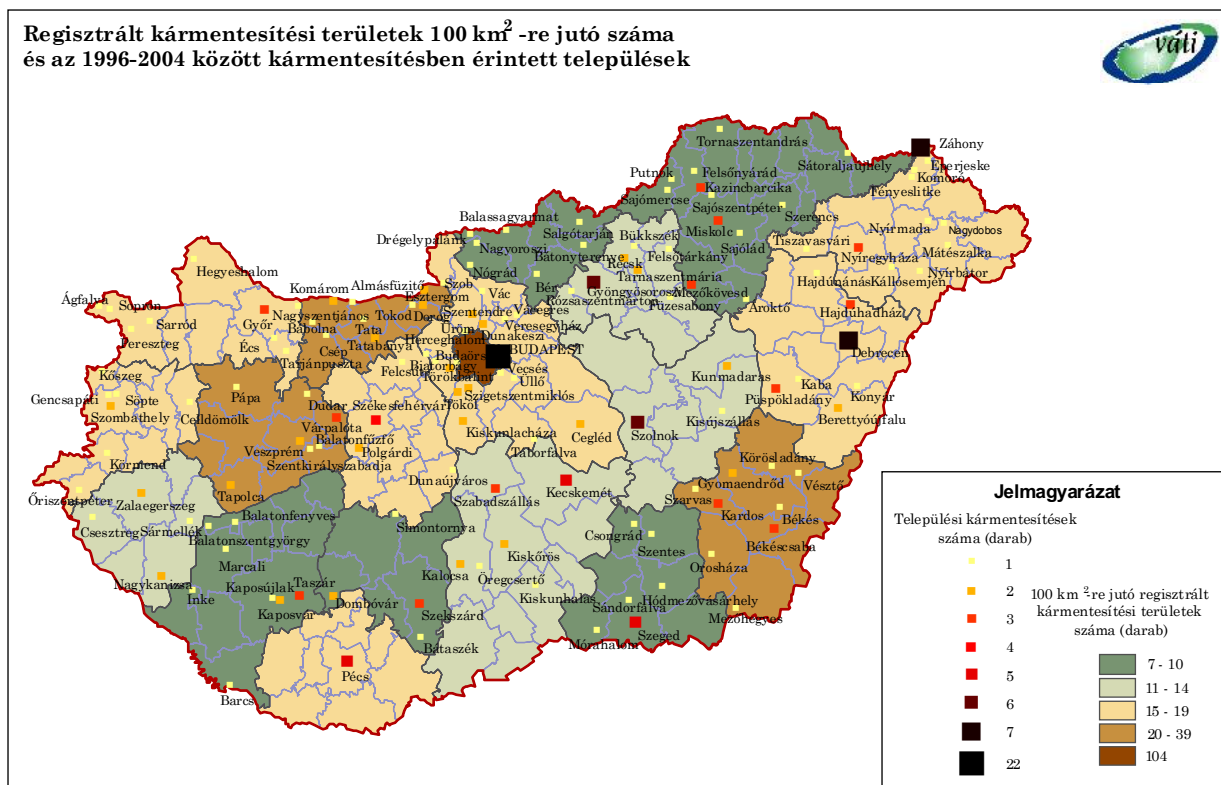 Regisztrált kármentesítési területek 100 km2 -re jutó száma
és az 1996-2004 között kármentesítésben érintett települések
váti
Tornaszentandrás
Záhony
Sátoraljaújhely
Eperjeske
Putnok
Felsőnyárád
Komoró
Kazincbarcika
Tényeslitke
Sajómercse
Balassagyarmat
Sajószentpéter
Szerencs
Salgótarján
Bükkszék
Miskolc
Nyírmada
Nagydobos
Drégelypalánk
Nagyoroszi
Bátonyterenye
Sajólád
Tiszavasvári
Recsk
Felsőtárkány
Nyíregyháza
Mátészalka
Hegyeshalom
Nógrád
Tarnaszentmária
Hajdúnánás
Kállósemjén
Nyírbátor
Komárom
Almásfüzitő
Szob
Bér
Gyöngyösoroszi
Mezőkövesd
Esztergom
Vác
Rózsaszentmárton
Füzesabony
Ároktő
Hajdúhadház
Ágfalva
Sopron
Nagyszentjános
Tokod
Dorog
Szentendre
Vácegres
Sarród
Győr
Bábolna
Tata
Üröm
Veresegyház
Pereszteg
Écs
Csép
Tatabánya
Herceghalom
Dunakeszi
Debrecen
Tarjánpuszta
Budaörs
BUDAPEST
Felcsút
Biatorbágy
Vecsés
Kőszeg
Törökbálint
Üllő
Kunmadaras
Kaba
Gencsapáti
Söpte
Pápa
Szigetszentmiklós
Püspökladány
Konyár
Szombathely
Celldömölk
Dudar
Székesfehérvár
Tököl
Kisújszállás
Berettyóújfalu
Várpalota
Kiskunlacháza
Cegléd
Szolnok
Balatonfűzfő
Veszprém
Polgárdi
Táborfalva
Körmend
Szentkirályszabadja
Körösladány
Dunaújváros
Kecskemét
Gyomaendrőd
Vésztő
Őriszentpéter
Tapolca
Szabadszállás
Szarvas
Zalaegerszeg
Kardos
Békés
Balatonfenyves
Simontornya
Csongrád
Csesztreg
Sármellék
Szentes
Békéscsaba
Balatonszentgyörgy
Kiskőrös
Orosháza
Marcali
Kalocsa
Nagykanizsa
Kaposújlak
Taszár
Öregcsertő
Inke
Dombóvár
Kiskunhalas
Hódmezővásárhely
Kaposvár
Szekszárd
Sándorfalva
Mezőhegyes
Szeged
Bátaszék
Mórahalom
Pécs
Barcs
Jelmagyarázat
Települési kármentesítések
száma (darab)
1
2
3
4
5
6
7
22
100 km 2-re jutó regisztrált
kármentesítési területek
száma (darab)
7 - 10
11 - 14
15 - 19
20 - 39
104